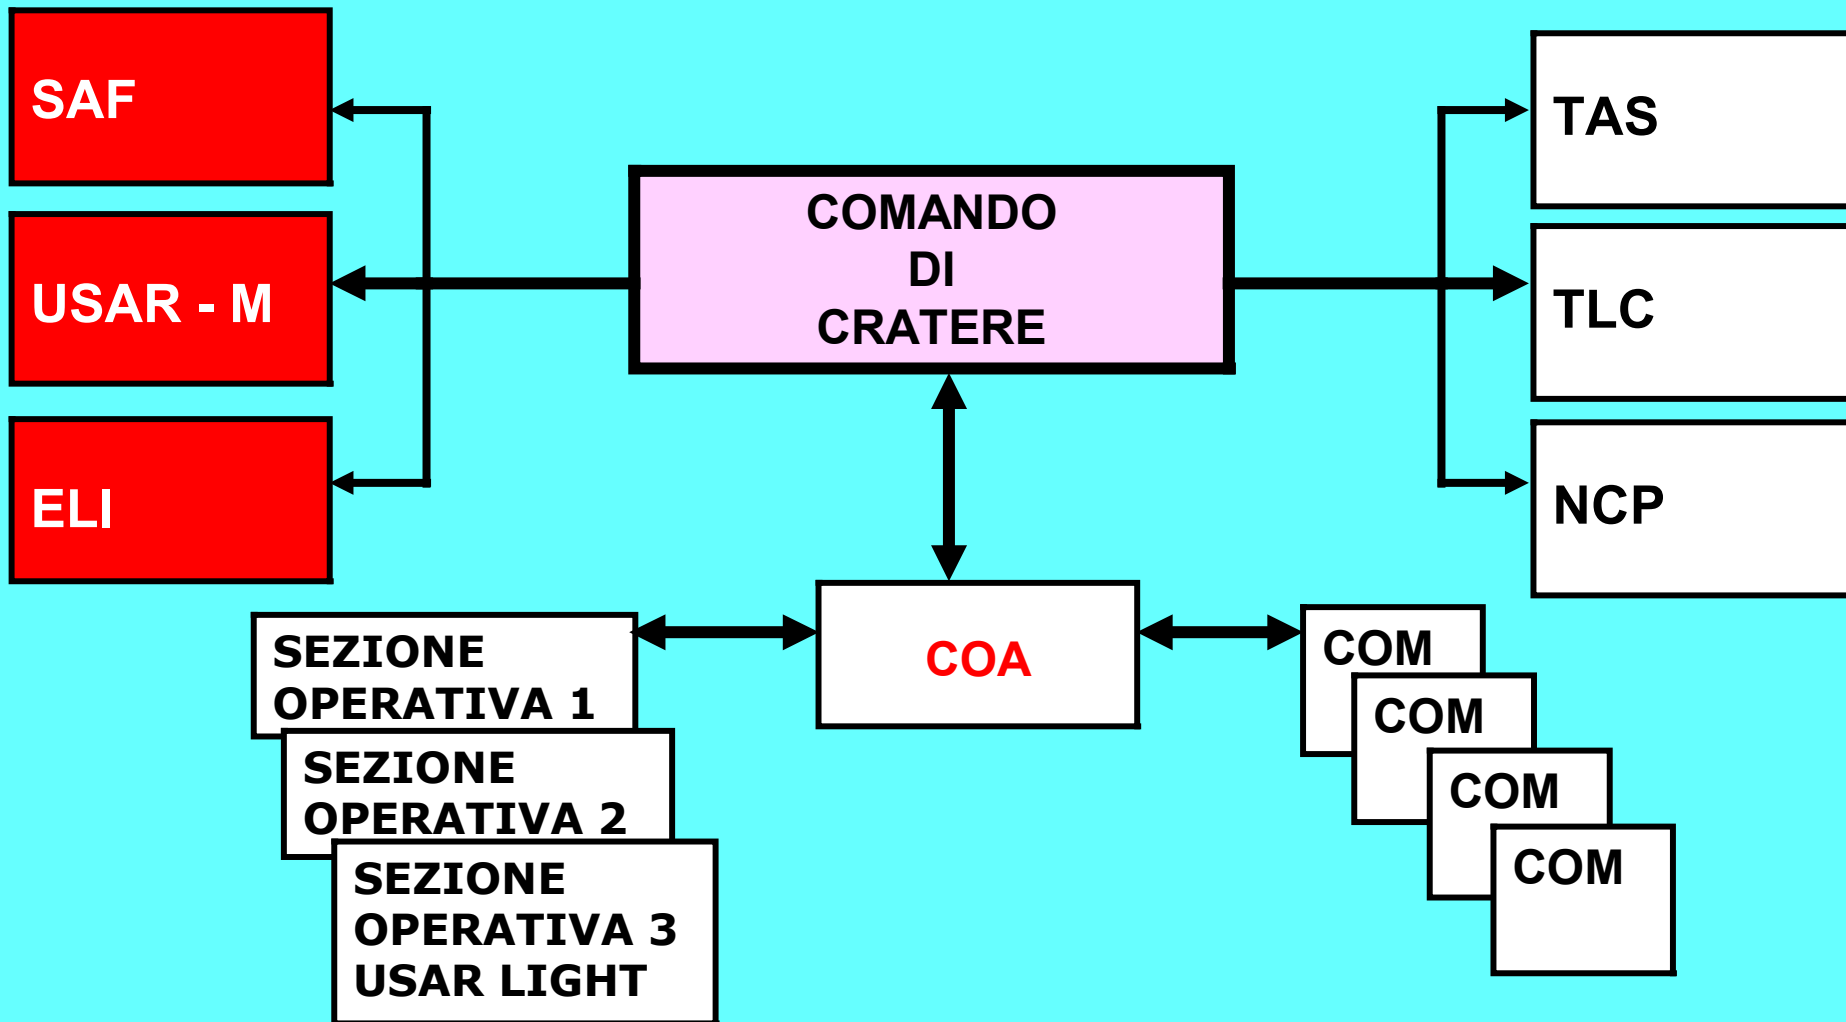 SAF
USAR - M
ELI
COMANDO
DI
CRATERE
TAS
TLC
NCP
COA
SEZIONE
OPERATIVA 1
SEZIONE
OPERATIVA 2
SEZIONE
OPERATIVA 3
USAR LIGHT
COM
COM
COM
COM